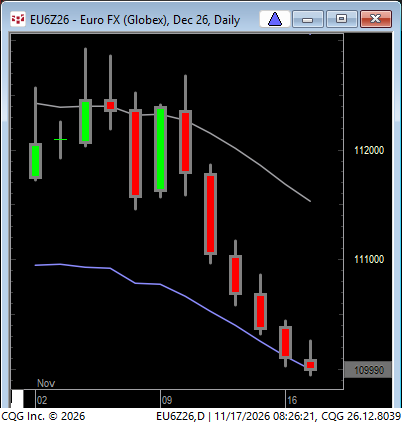 EU6Z26 - Euro FX (Globex), Dec 26, Daily
112000
111000
109990
Nov
02
09
16
CQG Inc. © 2026
EU6Z26,D | 11/17/2026 08:26:21, CQG 26.12.8039